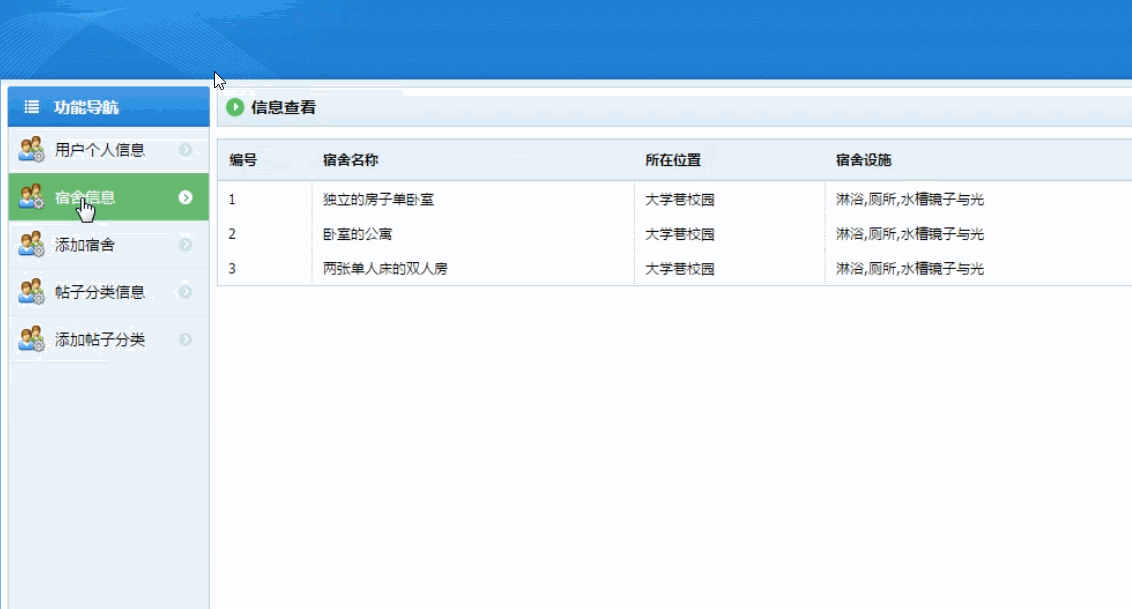 功能导航
用户个人信息
宿舍信息
添加宿舍
帖子分类信息
添加帖子分类
信息查看
编号 宿舍名称 所在位置 宿舍设施
1 独立的房子单卧室 大学巷校园 淋浴,厕所,水槽镜子与光
2 卧室的公寓 大学巷校园 淋浴,厕所,水槽镜子与光
3 两张单人床的双人房 大学巷校园 淋浴,厕所,水槽镜子与光